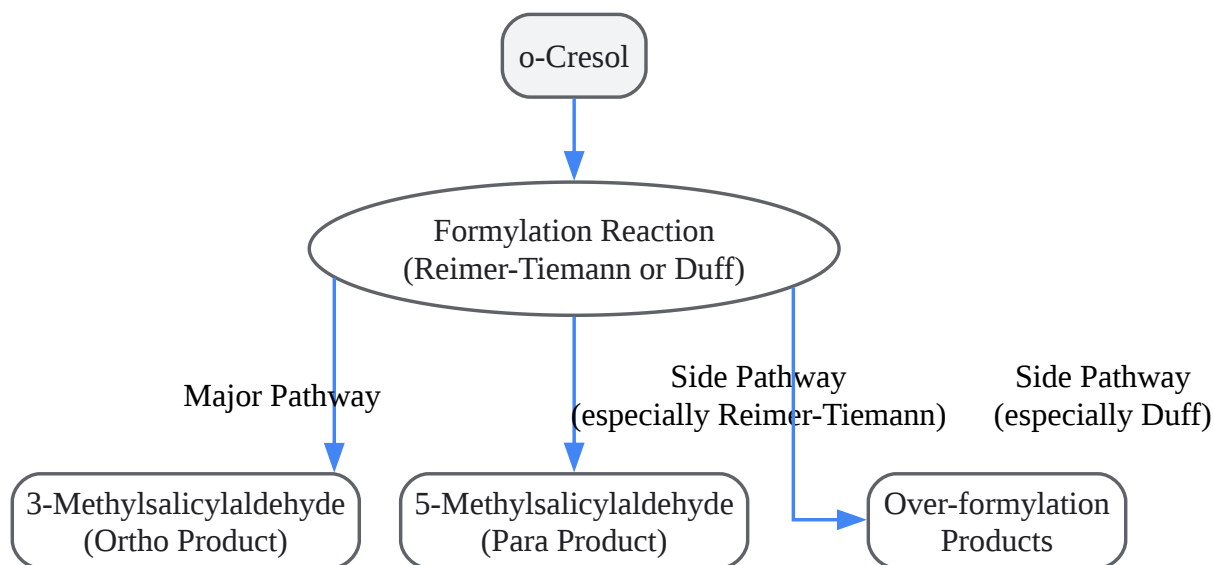 o-Cresol
Formylation Reaction
(Reimer-Tiemann or Duff)
Major Pathway
Side Pathway
(especially Reimer-Tiemann)
Side Pathway
(especially Duff)
3-Methylsalicylaldehyde
(Ortho Product)
5-Methylsalicylaldehyde
(Para Product)
Over-formylation
Products